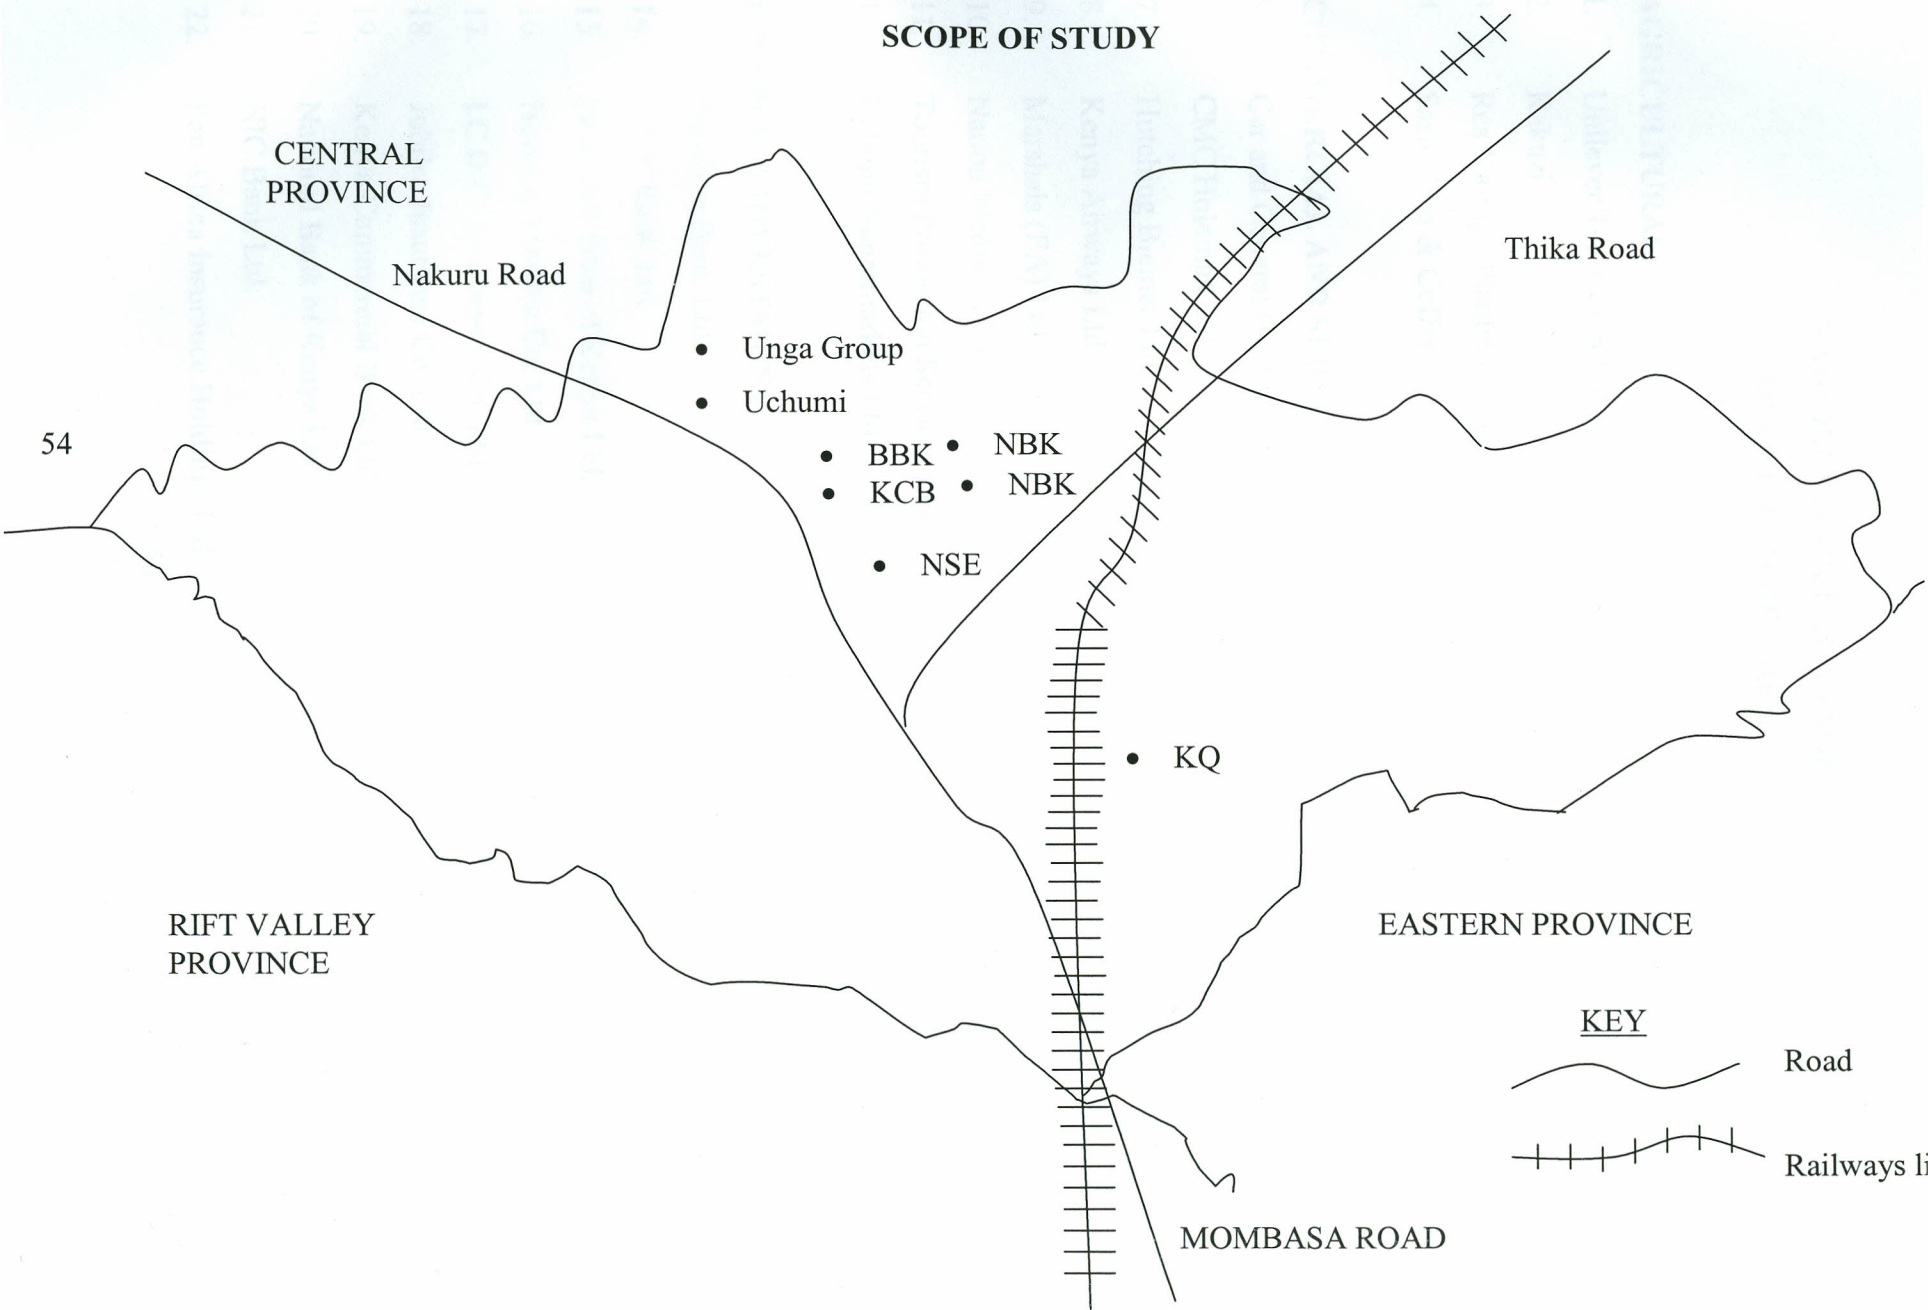 SCOPE OF STUDY
CENTRAL
PROVINCE
Nakuru Road
Thika Road
Unga Group
Uchumi
54
BBK
NBK
KCB
NBK
NSE
KQ
RIFT VALLEY
PROVINCE
EASTERN PROVINCE
KEY
Road
Railways li
MOMBASA ROAD